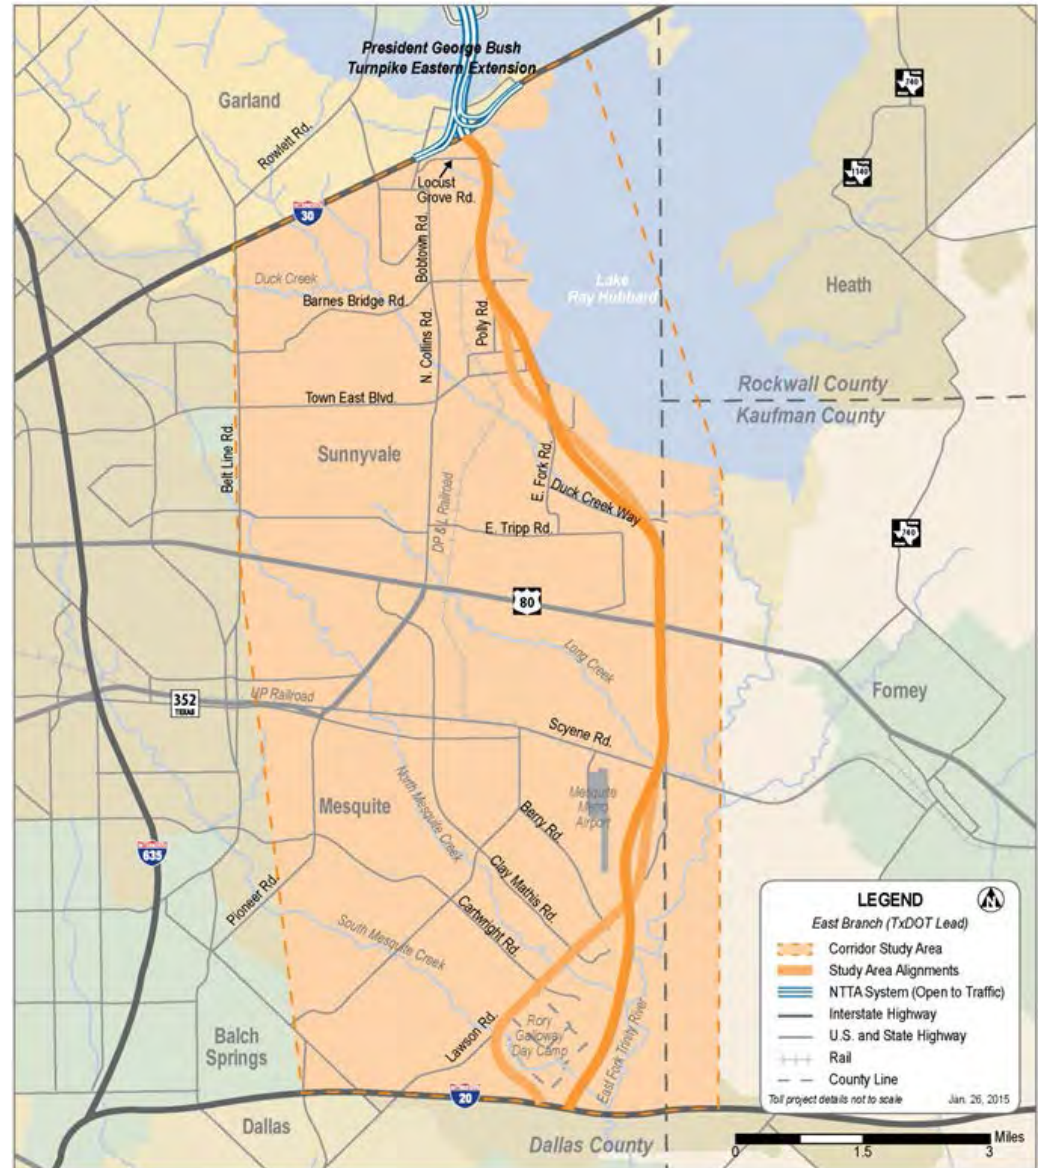 President George Bush
Turnpike Eastern Extension
Garland
Rowlett Rd.
740
1140
Locust
Grove Rd.
30
Bobtown Rd.
Duck Creek
Barnes Bridge Rd.
Lake
Ray Hubbard
Heath
N. Collins Rd.
Polly Rd.
Rockwall County
Kaufman County
Town East Blvd.
Belt Line Rd.
Sunnyvale
E. Fork Rd.
Duck Creek Way
DP & L Railroad
E. Tripp Rd.
740
80
Long Creek
Forney
352
TEXAS
UP Railroad
Scyene Rd.
North Mesquite Creek
Mesquite
Mesquite
Metro
Airport
Berry Rd.
635
Clay Mathis Rd.
Pioneer Rd.
Cartwright Rd.
South Mesquite Creek
Lawson Rd.
Rory
Galloway
Day Camp
East Fork Trinity River
Balch
Springs
20
Dallas
Dallas County
LEGEND
N
East Branch (TxDOT Lead)
Corridor Study Area
Study Area Alignments
NTTA System (Open to Traffic)
Interstate Highway
U.S. and State Highway
Rail
County Line
Toll project details not to scale Jan. 26, 2015
Miles
0 1.5 3